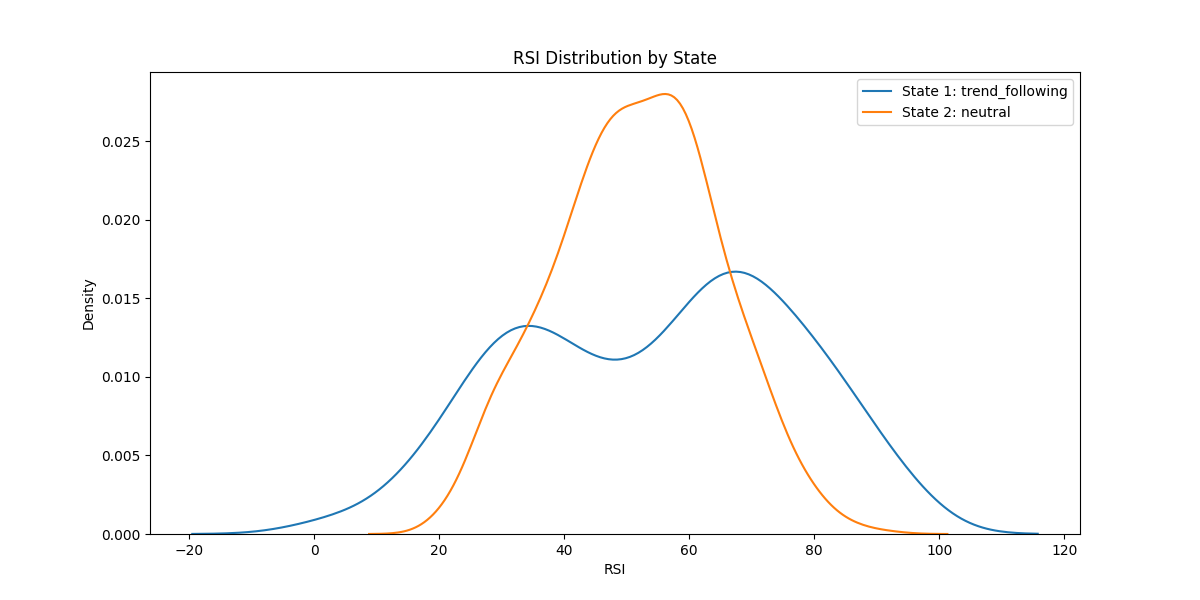 RSI Distribution by State
State 1: trend_following
State 2: neutral
Density
0.025
0.020
0.015
0.010
0.005
0.000
−20 0 20 40 60 80 100 120
RSI